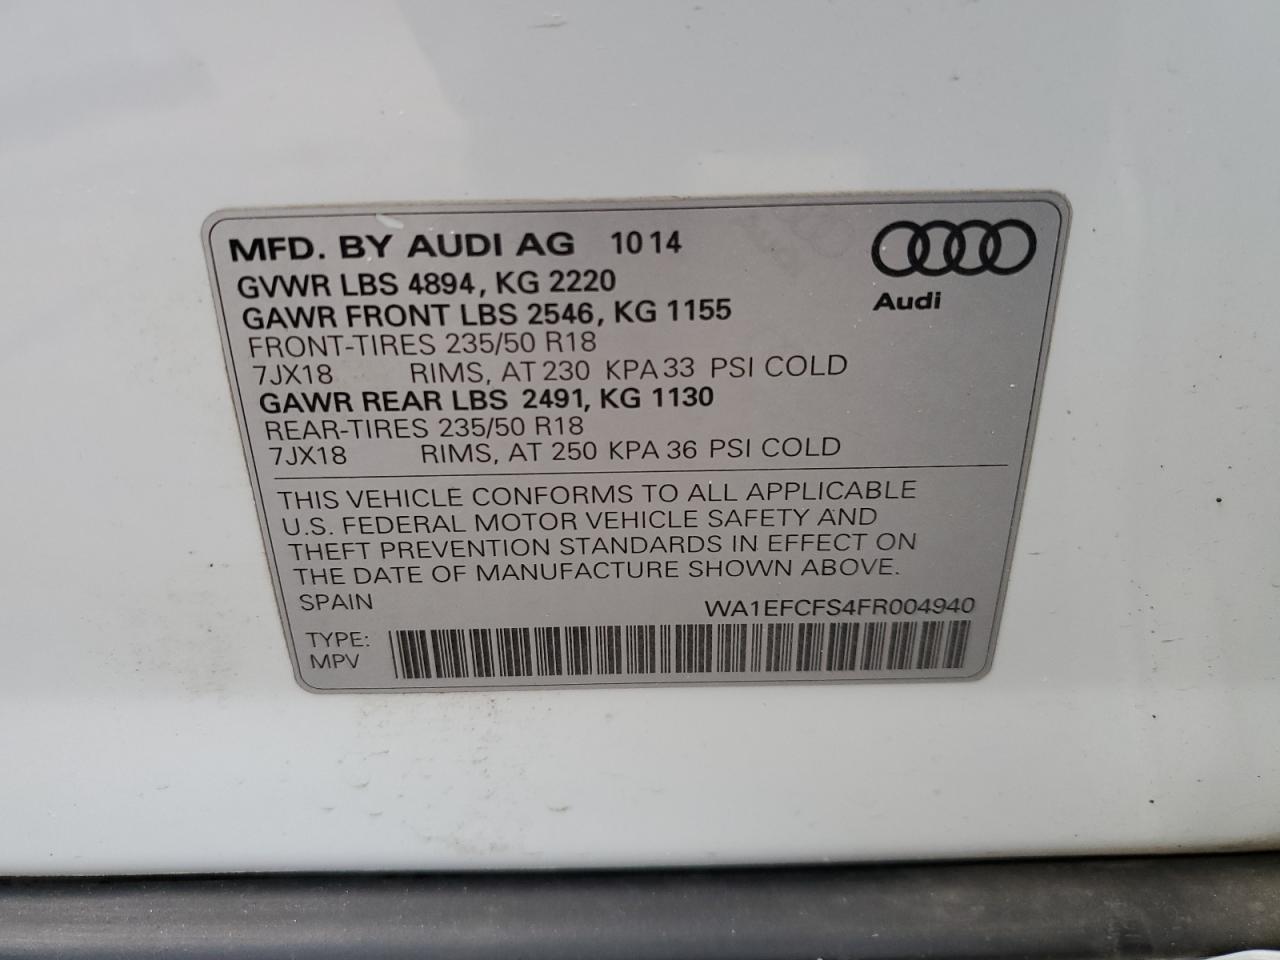 MFD. BY AUDI AG 10 14
GVWR LBS 4894, KG 2220
GAWR FRONT LBS 2546, KG 1155
FRONT-TIRES 235/50 R18
7JX18 RIMS, AT 230 KPA 33 PSI COLD
GAWR REAR LBS 2491, KG 1130
REAR-TIRES 235/50 R18
7JX18 RIMS, AT 250 KPA 36 PSI COLD
Audi
THIS VEHICLE CONFORMS TO ALL APPLICABLE
U.S. FEDERAL MOTOR VEHICLE SAFETY AND
THEFT PREVENTION STANDARDS IN EFFECT ON
THE DATE OF MANUFACTURE SHOWN ABOVE.
SPAIN WA1EFCFS4FR004940
TYPE:
MPV